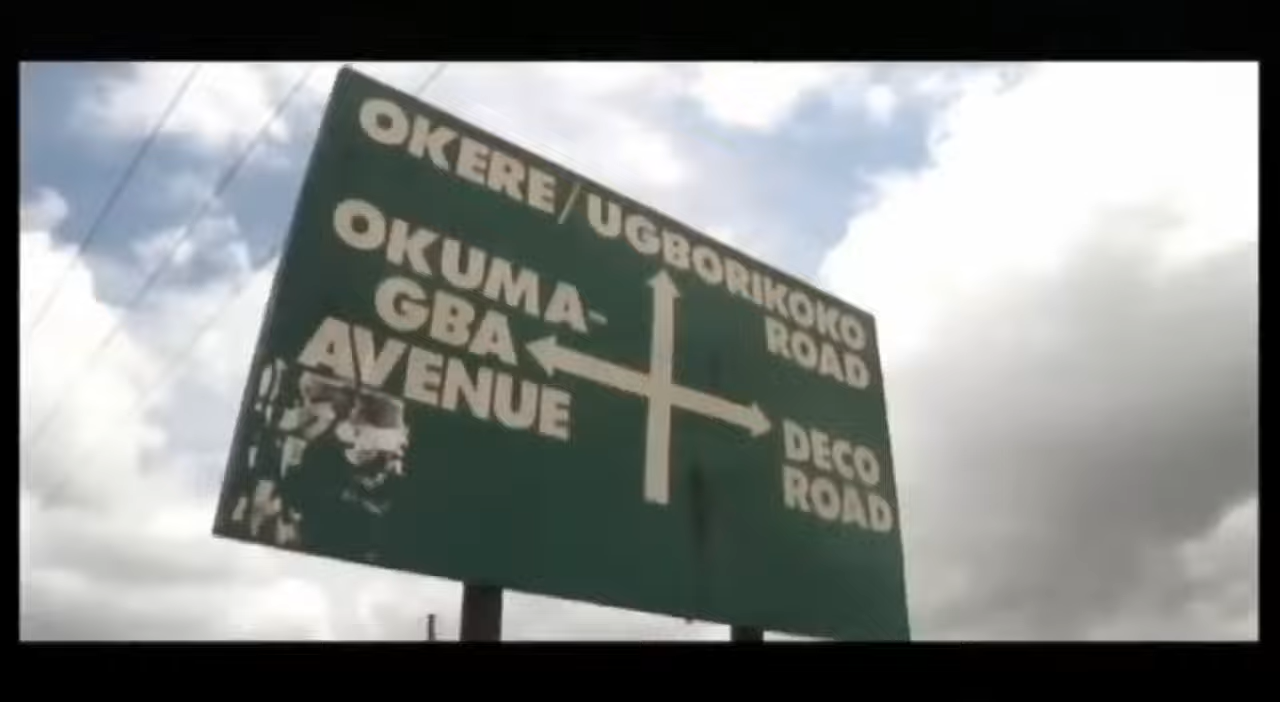 OKERE/UGBORIKOKO
ROAD
OKUMA-
GBA
AVENUE
DECO
ROAD